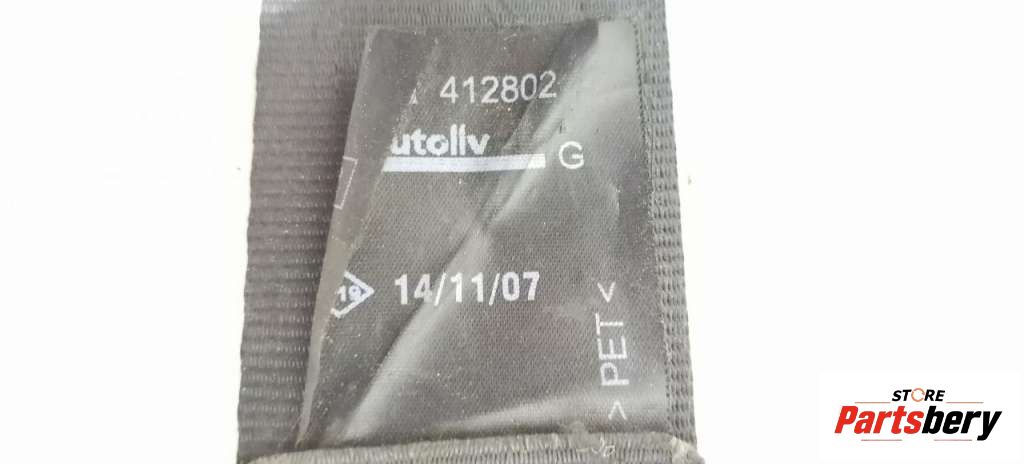 412802
utoliv
G
19
14/11/07
> PET <
STORE
Partsbery